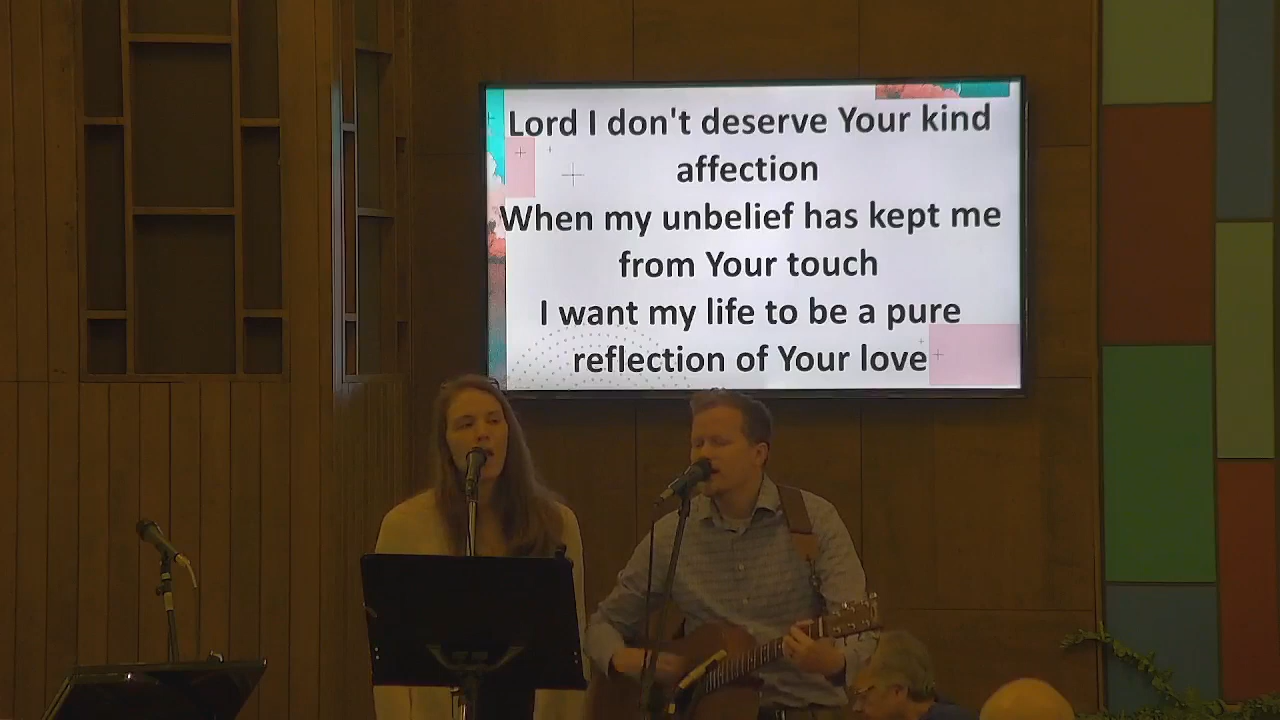 Lord I don't deserve Your kind
affection
When my unbelief has kept me
from Your touch
I want my life to be a pure
reflection of Your love